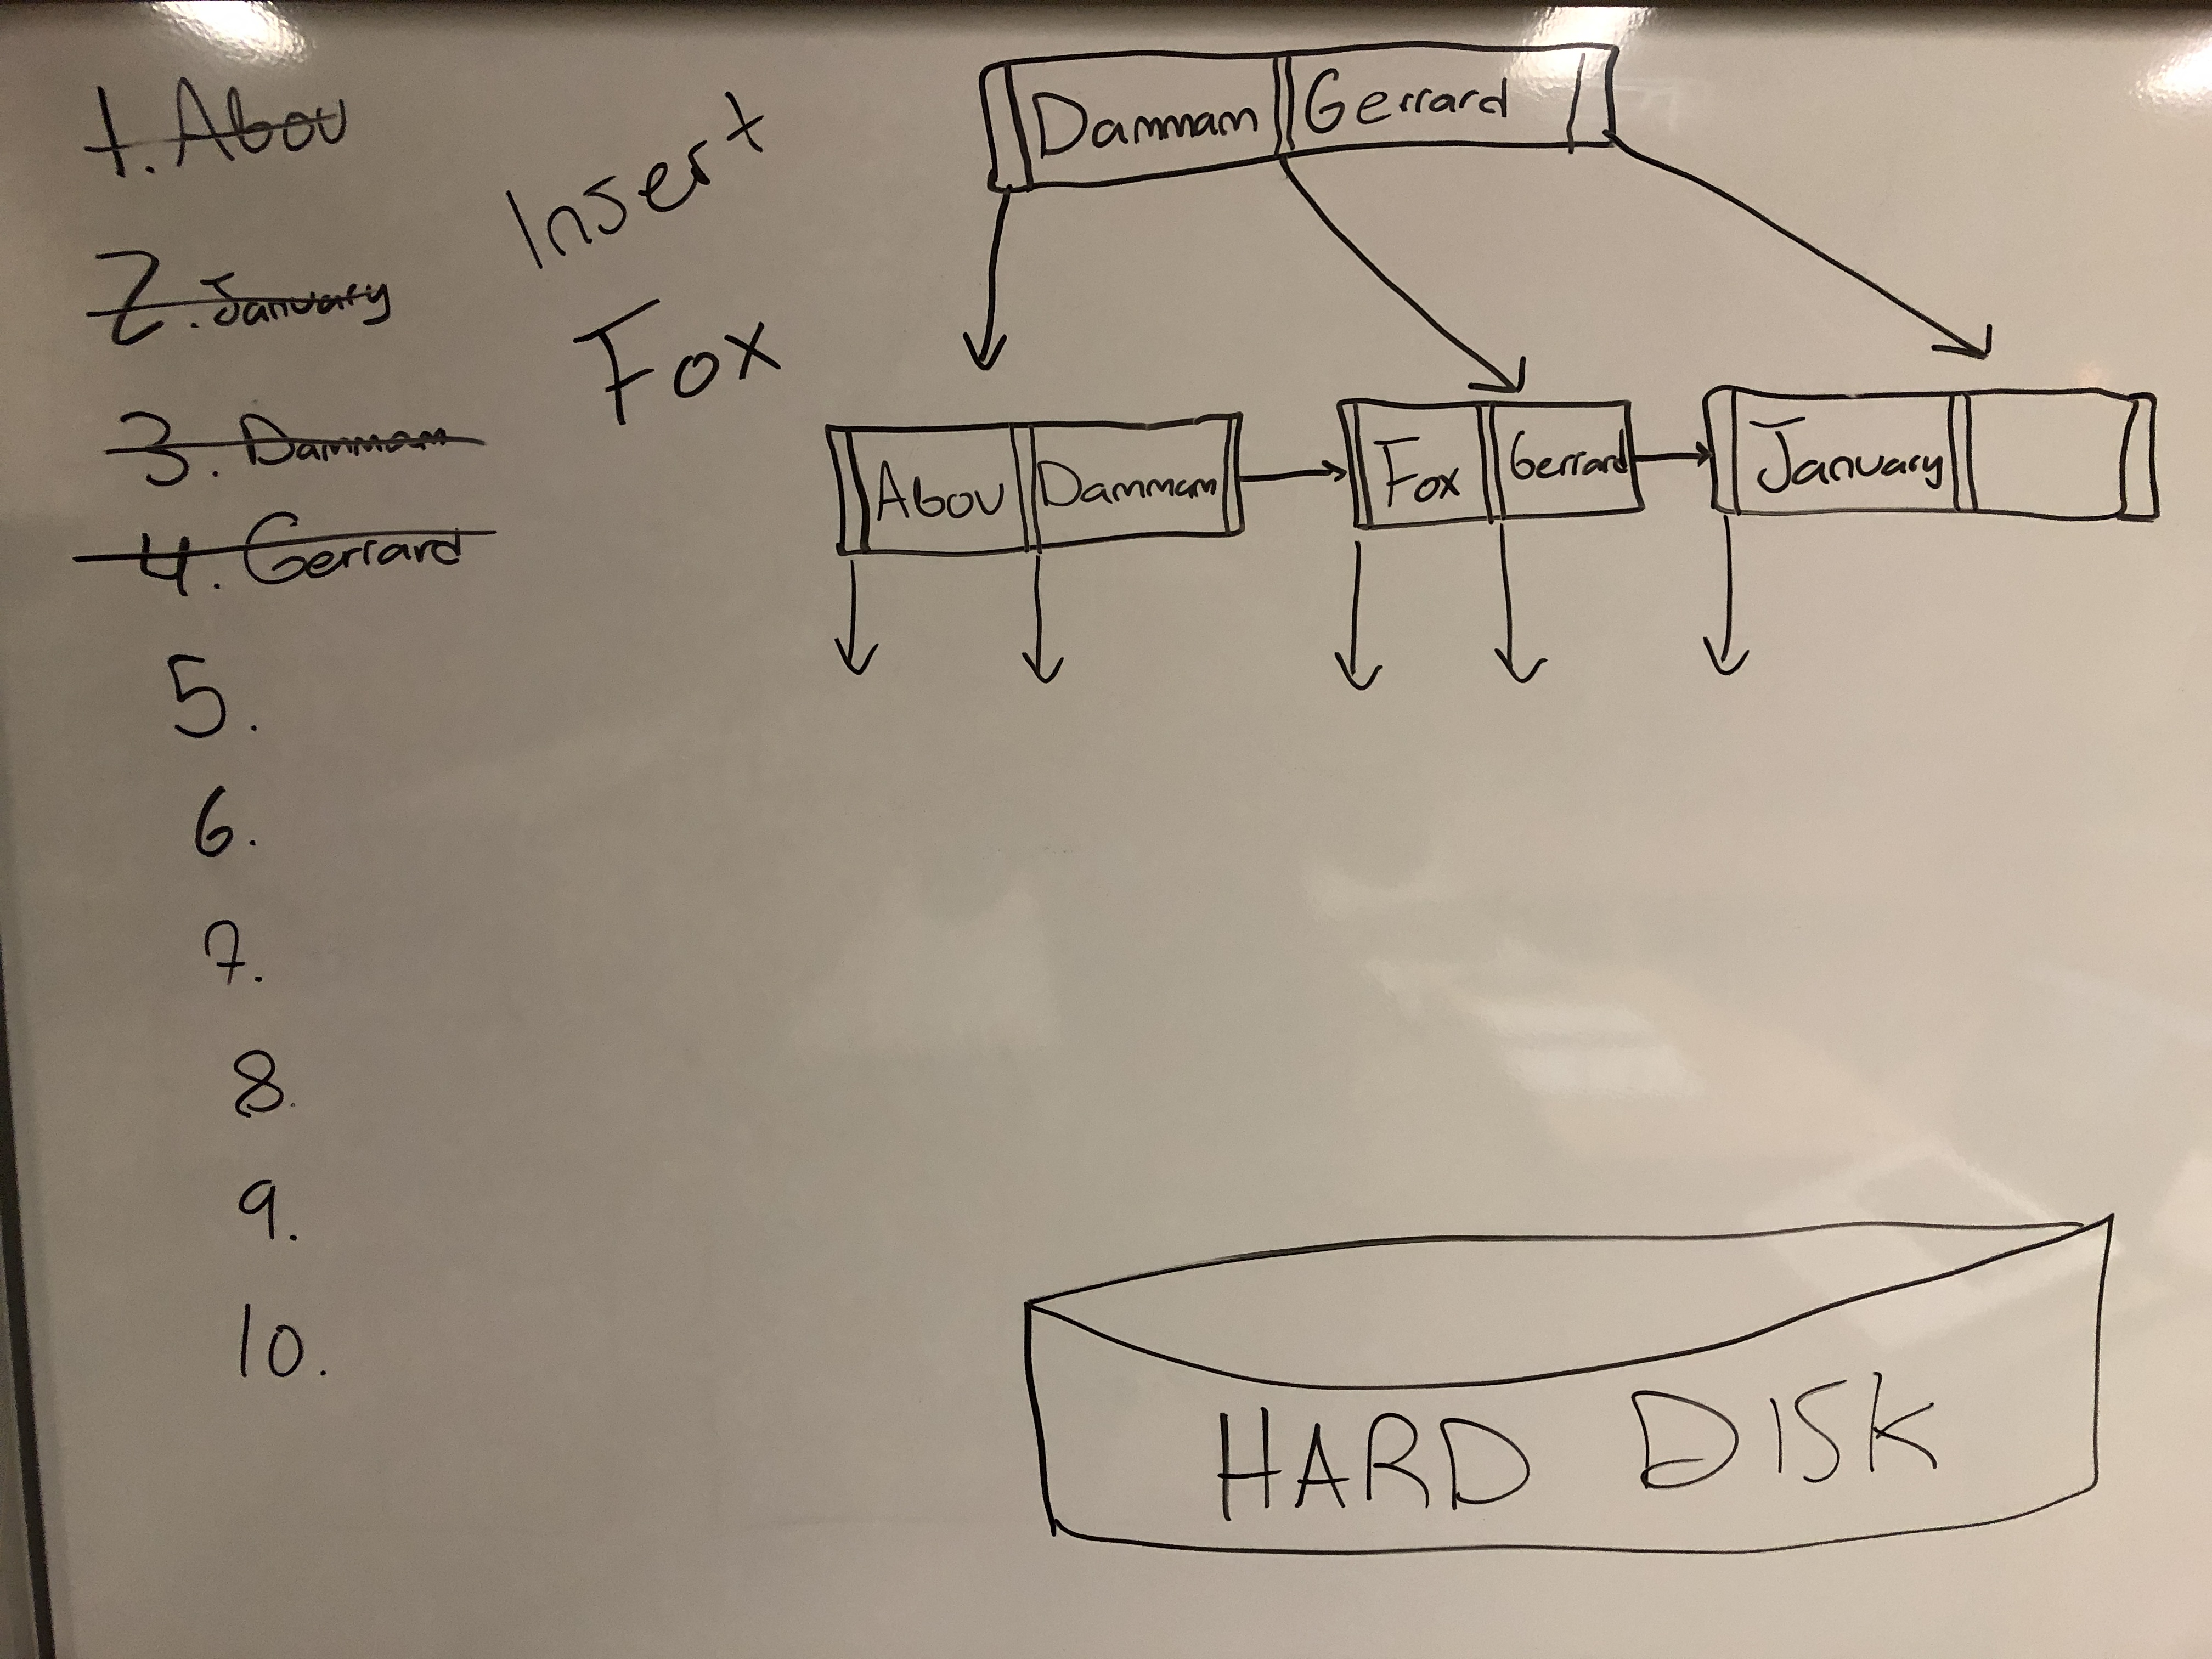 1. Abou
2. January
3. Dammam
4. Gerrard
5.
6.
7.
8.
9.
10.
Insert
Fox
Dammam Gerrard
Abou Dammam Fox Gerrard January
HARD DISK